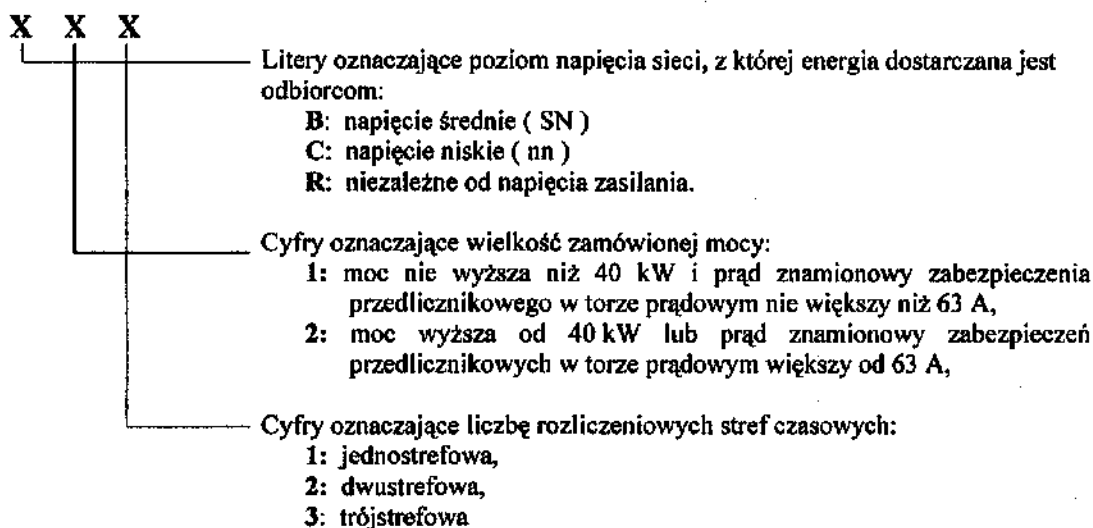 X X X
Litery oznaczające poziom napięcia sieci, z której energia dostarczana jest
odbiorcom:
B: napięcie średnie ( SN )
C: napięcie niskie ( nn )
R: niezależne od napięcia zasilania.
Cyfry oznaczające wielkość zamówionej mocy:
1: moc nie wyższa niż 40 kW i prąd znamionowy zabezpieczenia
przedlicznikowego w torze prądowym nie większy niż 63 A,
2: moc wyższa od 40 kW lub prąd znamionowy zabezpieczeń
przedlicznikowych w torze prądowym większy od 63 A,
Cyfry oznaczające liczbę rozliczeniowych stref czasowych:
1: jednostrefowa,
2: dwustrefowa,
3: trójstrefowa